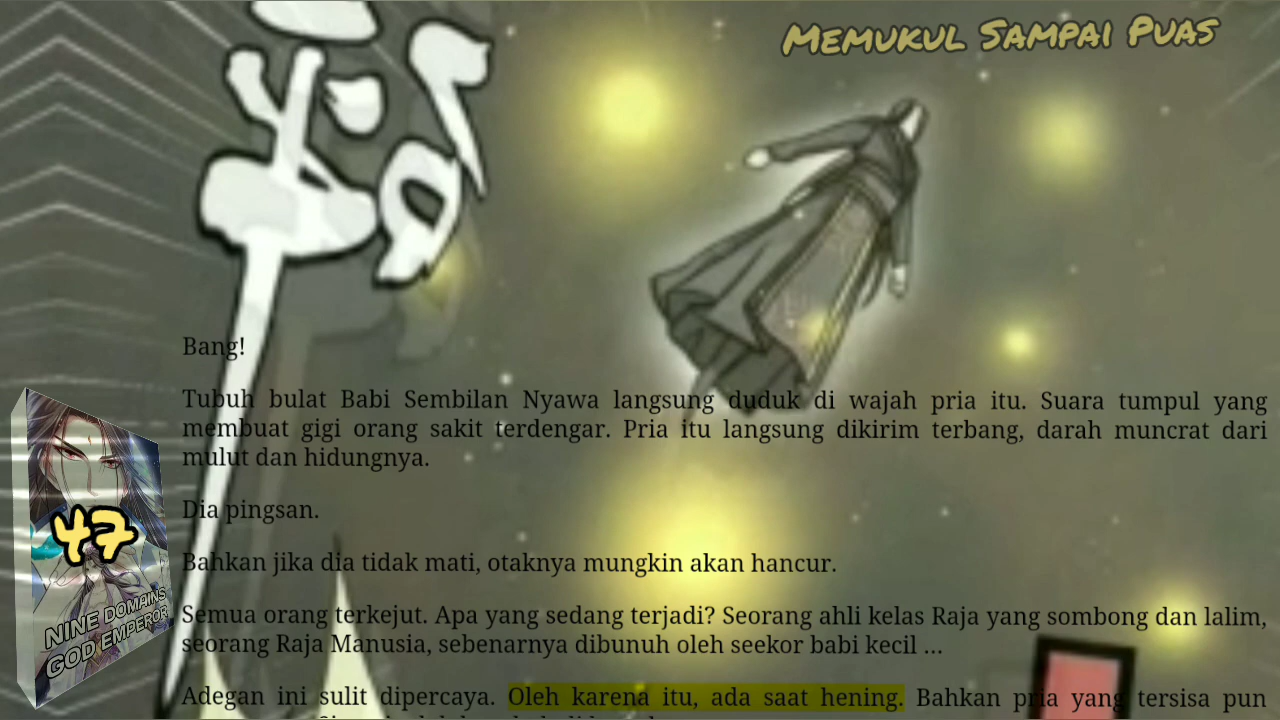 Memukul Sampai Puas
Bang!
Tubuh bulat Babi Sembilan Nyawa langsung duduk di wajah pria itu. Suara tumpul yang
membuat gigi orang sakit terdengar. Pria itu langsung dikirim terbang, darah muncrat dari
mulut dan hidungnya.
Dia pingsan.
Bahkan jika dia tidak mati, otaknya mungkin akan hancur.
Semua orang terkejut. Apa yang sedang terjadi? Seorang ahli kelas Raja yang sombong dan lalim,
seorang Raja Manusia, sebenarnya dibunuh oleh seekor babi kecil ...
Adegan ini sulit dipercaya. Oleh karena itu, ada saat hening. Bahkan pria yang tersisa pun
47
NINE DOMAINS
GOD EMPEROR